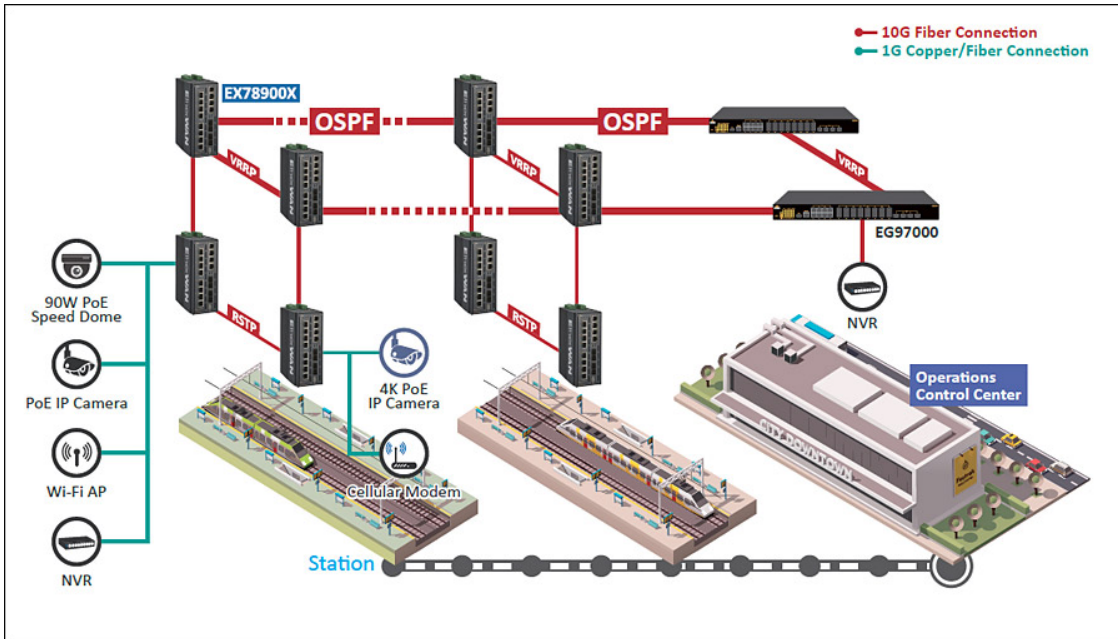 10G Fiber Connection
1G Copper/Fiber Connection
EX78900X
OSPF
OSPF
VRRP
VRRP
VRRP
EG97000
90W PoE
Speed Dome
RSTP
RSTP
NVR
PoE IP Camera
4K PoE
IP Camera
Operations
Control Center
CITY DOWNTOWN
Wi-Fi AP
Cellular Modem
NVR
Station